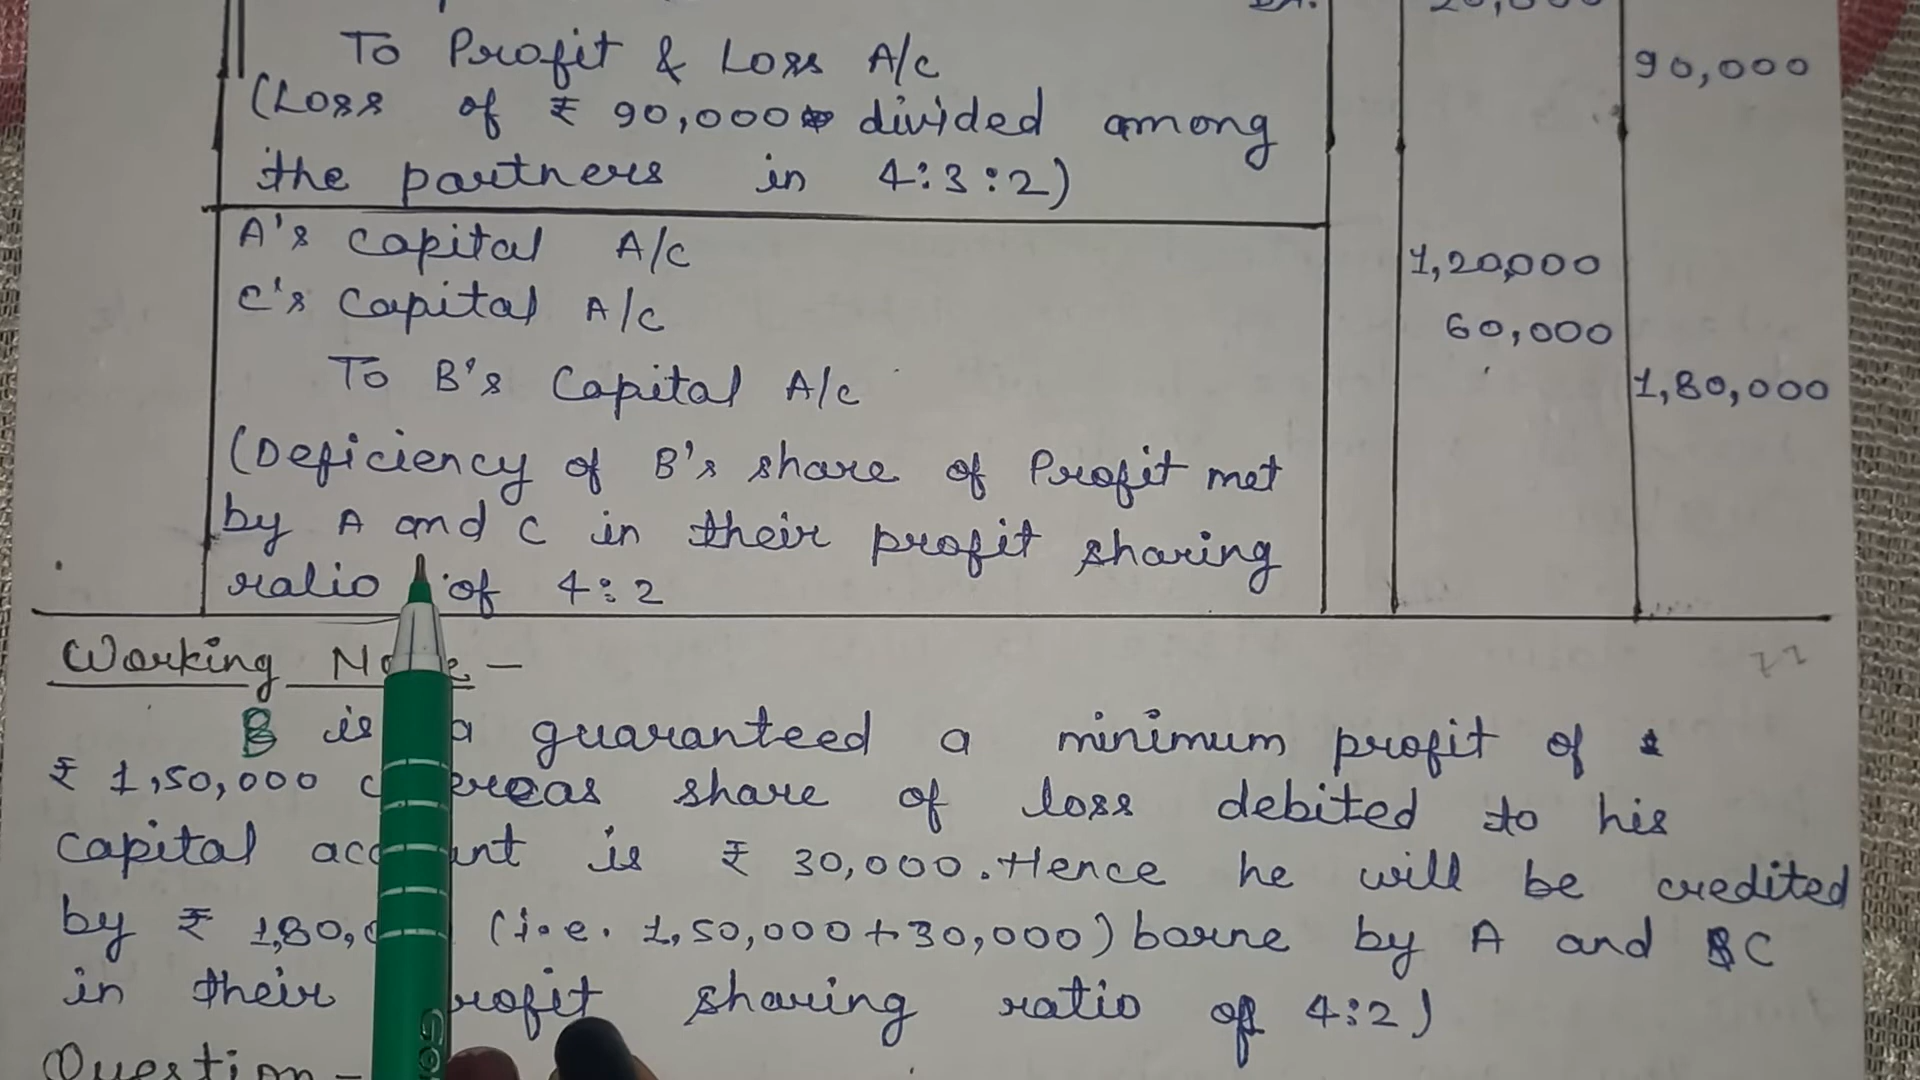 To Profit & Loss A/c 90,000
(Loss of ₹ 90,000 divided among
the partners in 4:3:2)
A's capital A/c 1,20,000
C's Capital A/c 60,000
To B's Capital A/c 1,80,000
(Deficiency of B's share of Profit met
by A and C in their profit sharing
ratio of 4:2
Working
B is a guaranteed a minimum profit of
₹ 1,50,000 share of loss debited to his
capital is ₹ 30,000. Hence he will be credited
by ₹ (i.e. 1,50,000+30,000) borne by A and C
in their sharing ratio of 4:2)
Question -